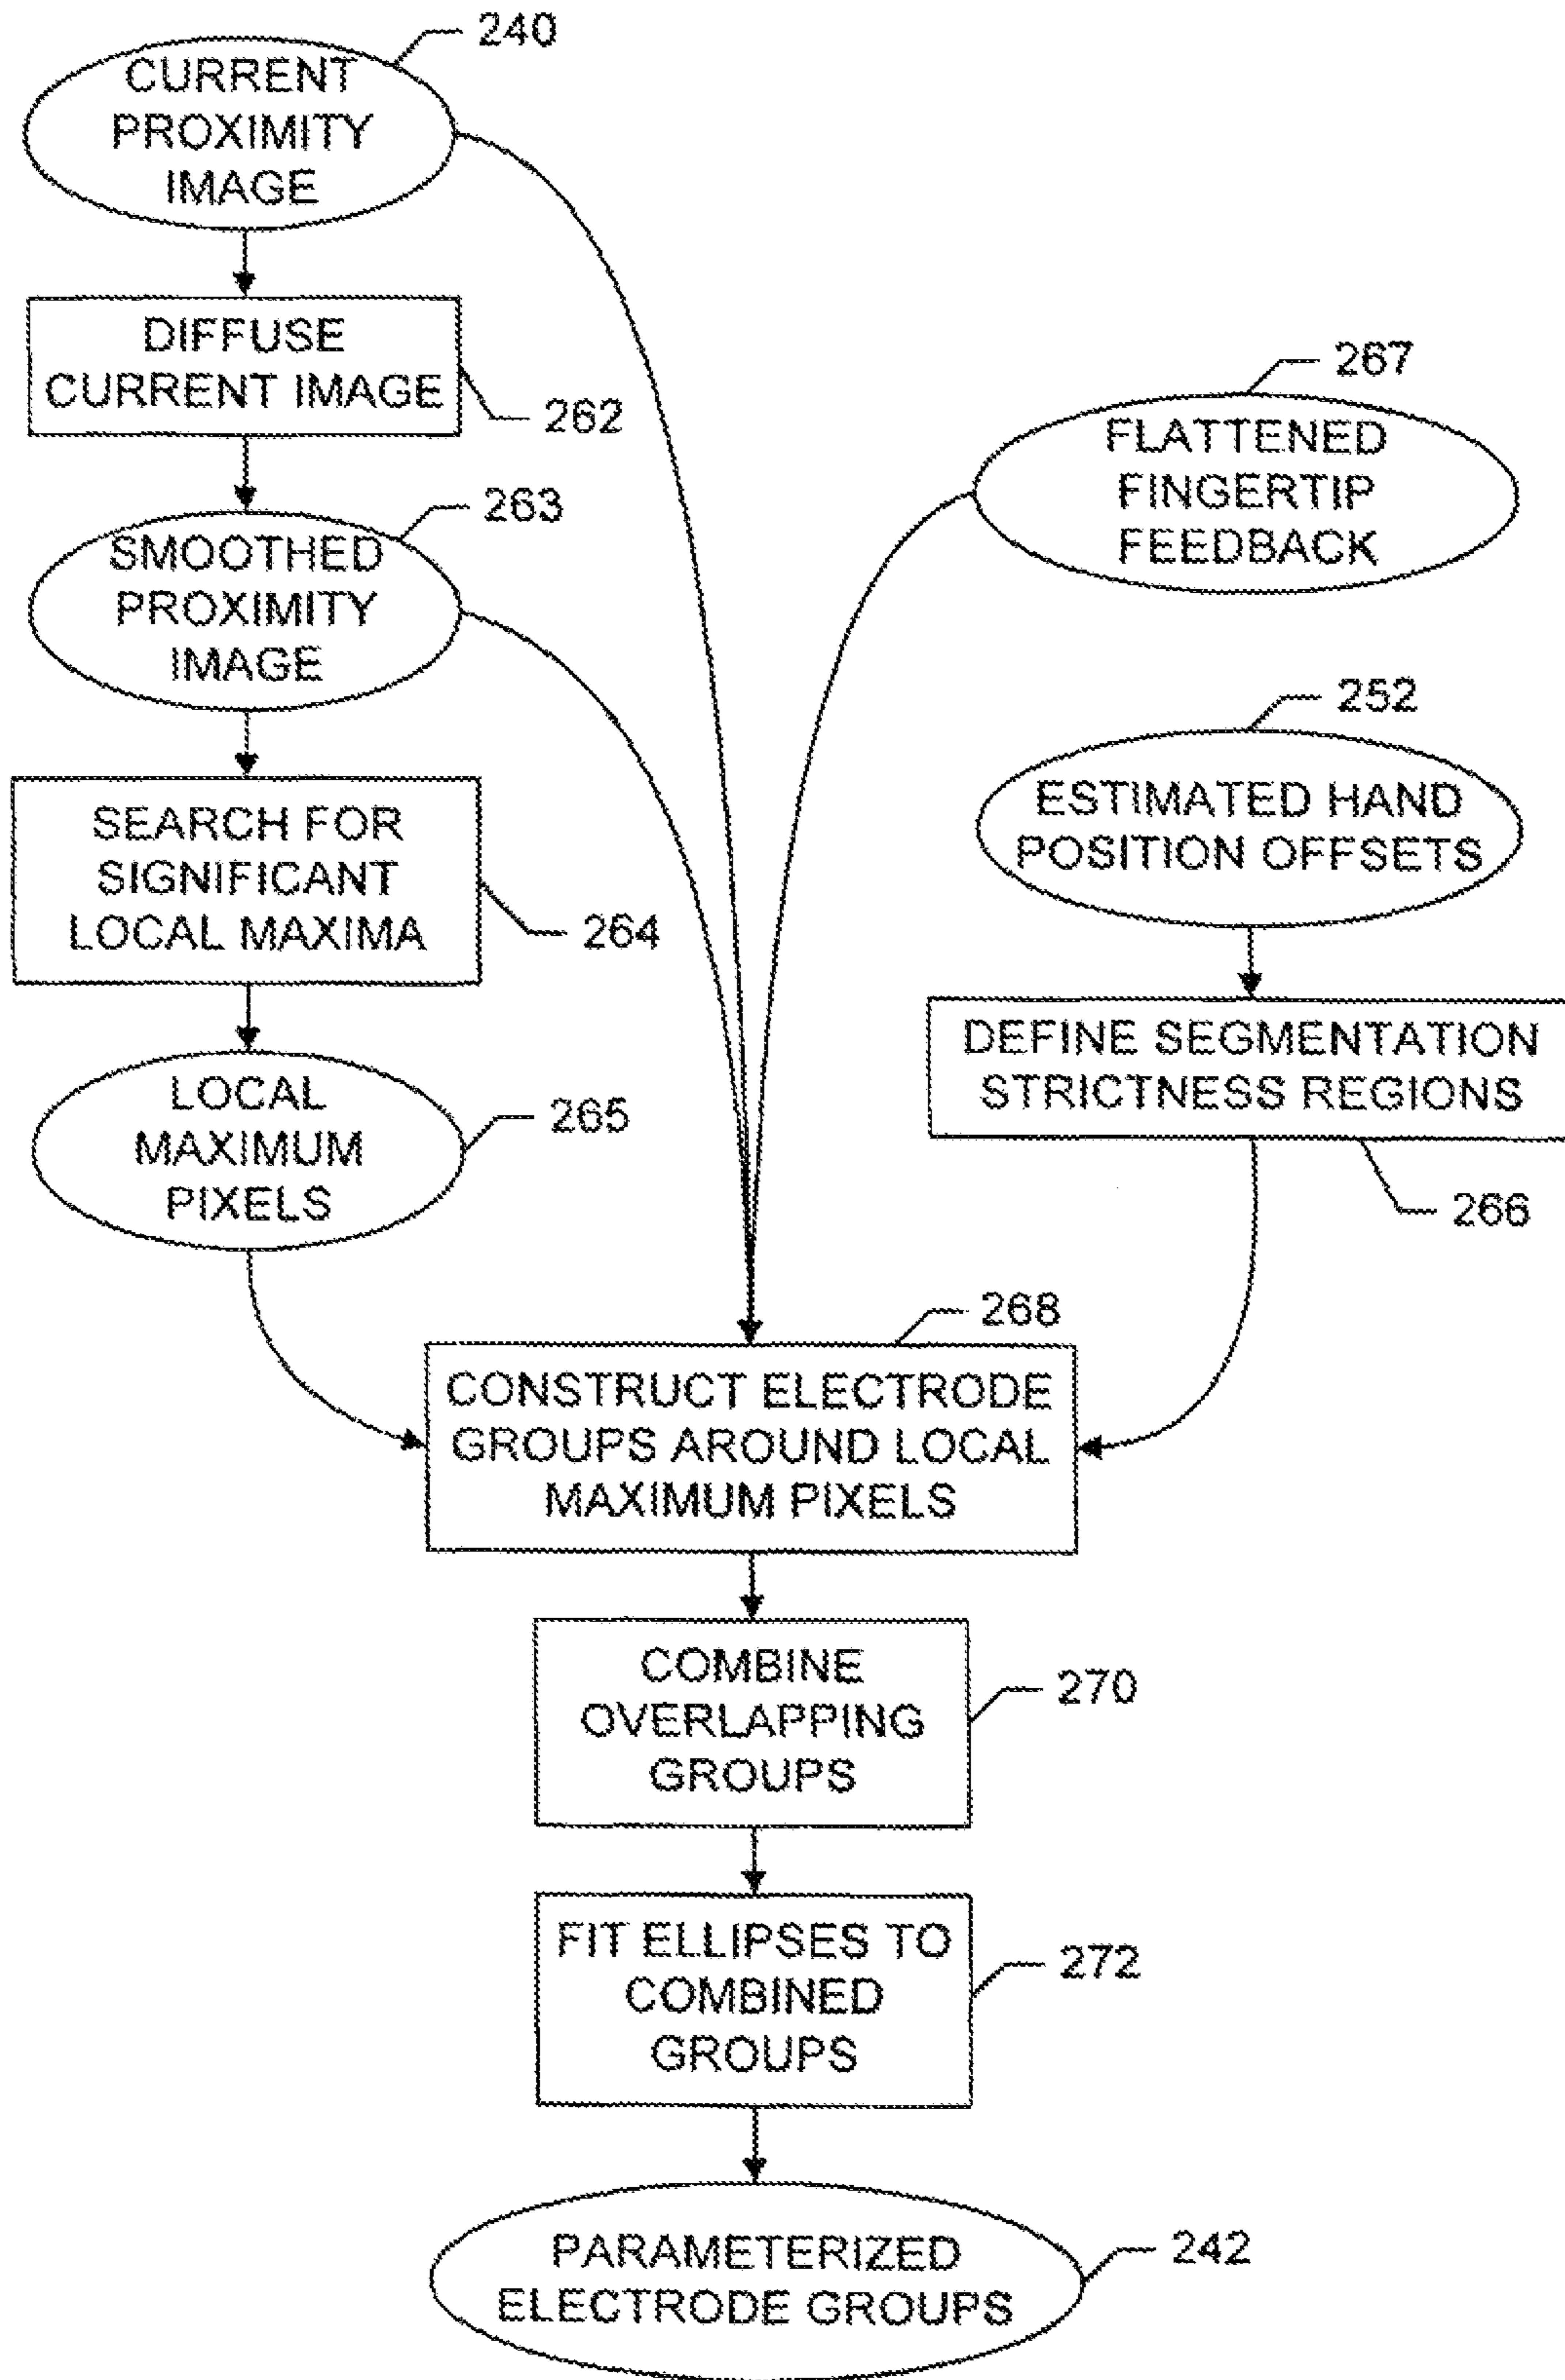 240
CURRENT
PROXIMITY
IMAGE
DIFFUSE
CURRENT IMAGE
262
263
SMOOTHED
PROXIMITY
IMAGE
SEARCH FOR
SIGNIFICANT
LOCAL MAXIMA
264
LOCAL
MAXIMUM
PIXELS
265
267
FLATTENED
FINGERTIP
FEEDBACK
252
ESTIMATED HAND
POSITION OFFSETS
DEFINE SEGMENTATION
STRICTNESS REGIONS
266
268
CONSTRUCT ELECTRODE
GROUPS AROUND LOCAL
MAXIMUM PIXELS
COMBINE
OVERLAPPING
GROUPS
270
FIT ELLIPSES TO
COMBINED
GROUPS
272
PARAMETERIZED
ELECTRODE GROUPS
242